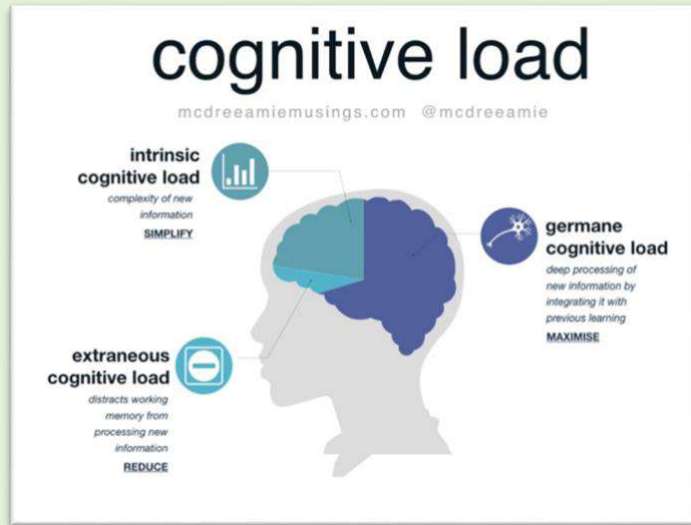 cognitive load
mcdreeamiemusings.com @mcdreeamie
intrinsic
cognitive load
complexity of new
information
SIMPLIFY
germane
cognitive load
deep processing of
new information by
integrating it with
previous learning
MAXIMISE
extraneous
cognitive load
distracts working
memory from
processing new
information
REDUCE